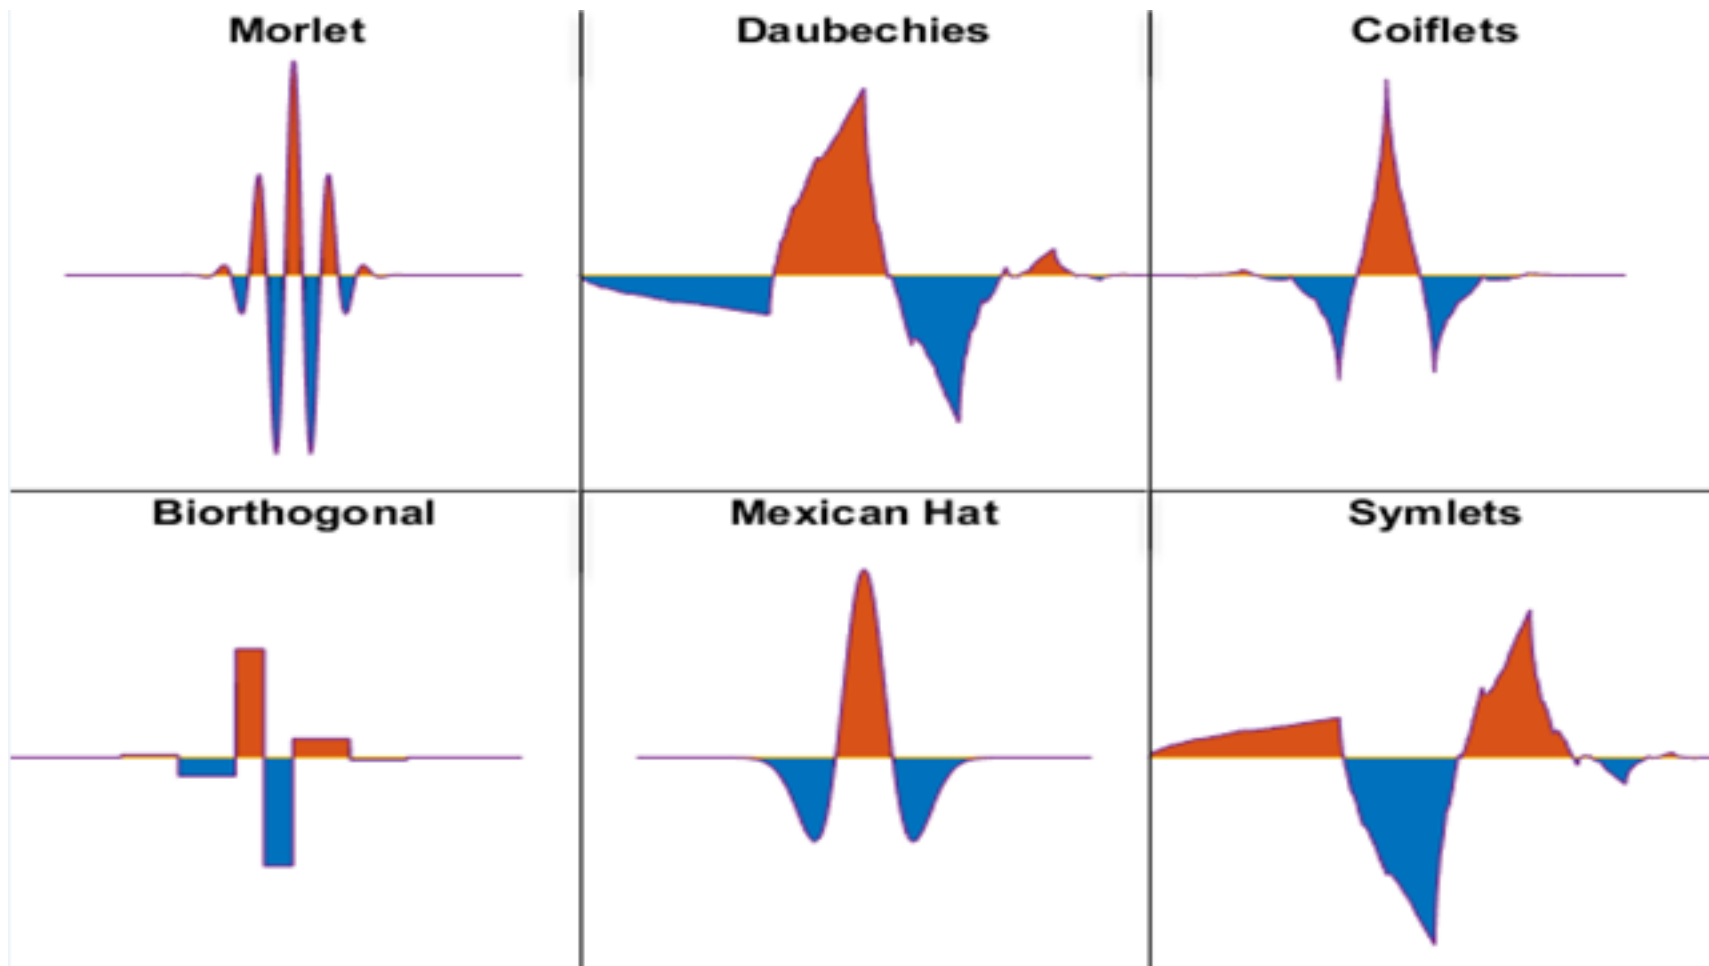 Morlet
Daubechies
Coiflets
Biorthogonal
Mexican Hat
Symlets